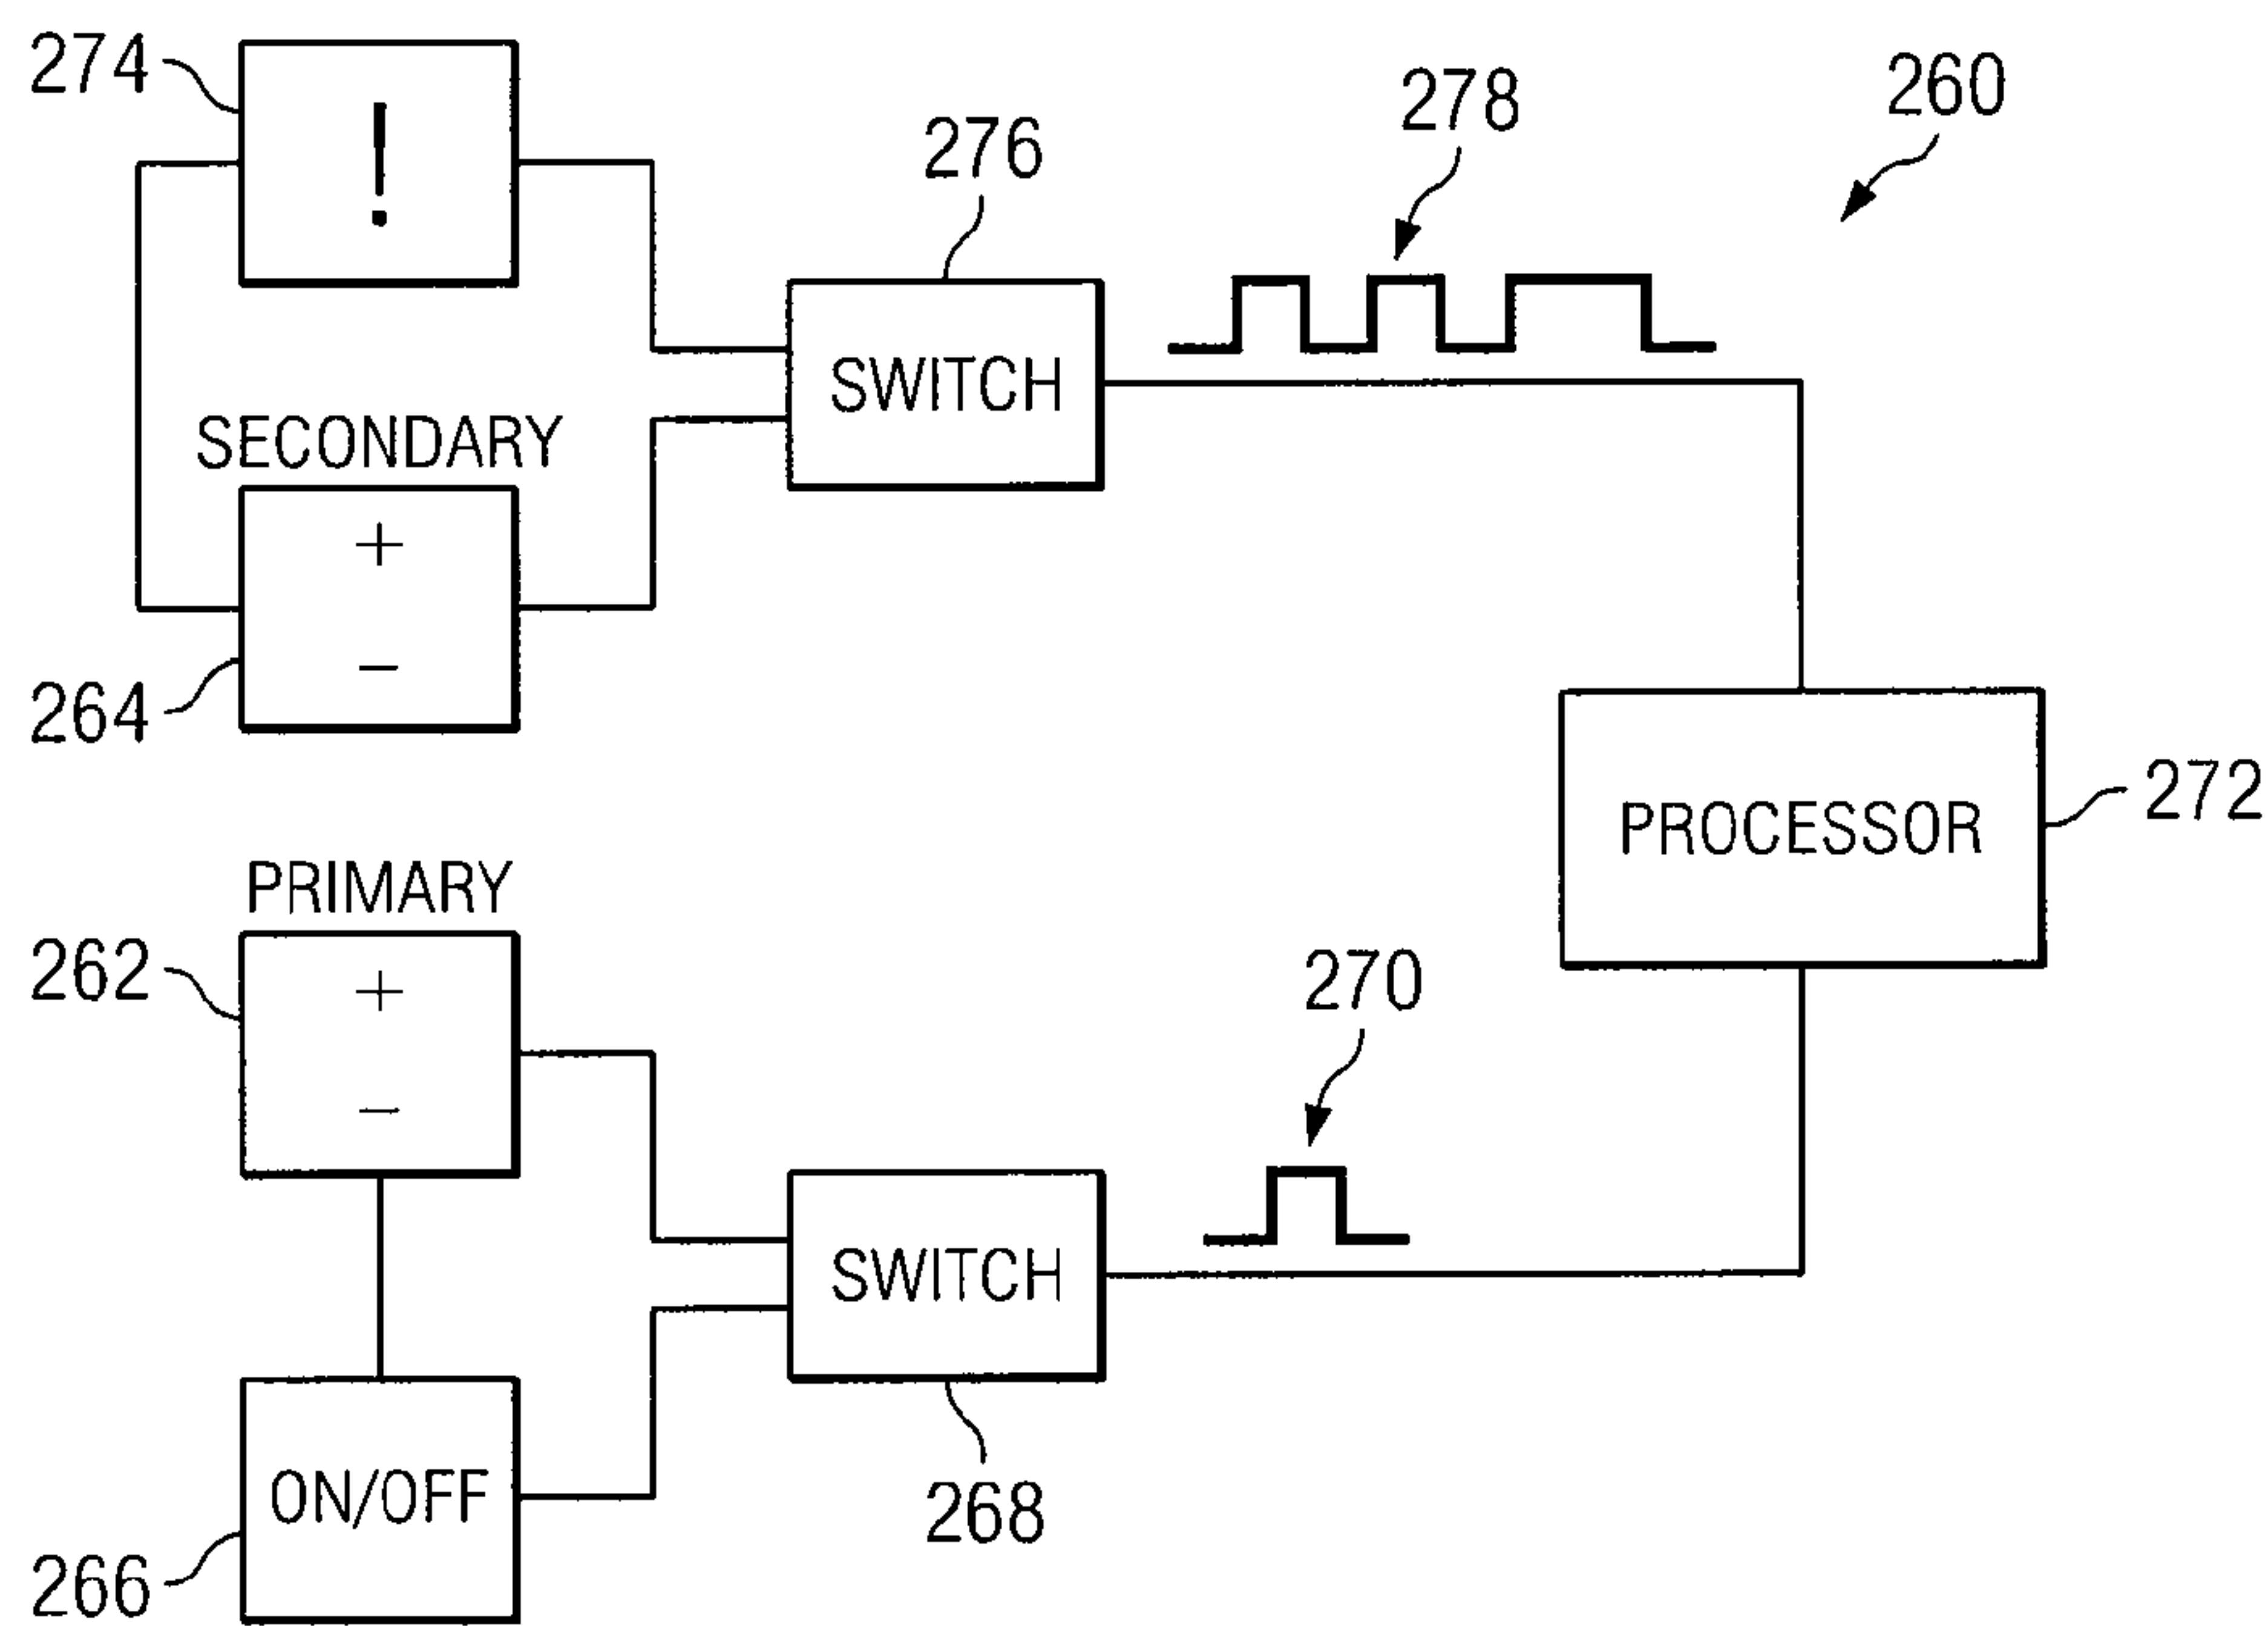 274
!
276
278
260
SWITCH
SECONDARY
+
-
264
PROCESSOR
272
PRIMARY
262
+
-
270
SWITCH
268
ON/OFF
266